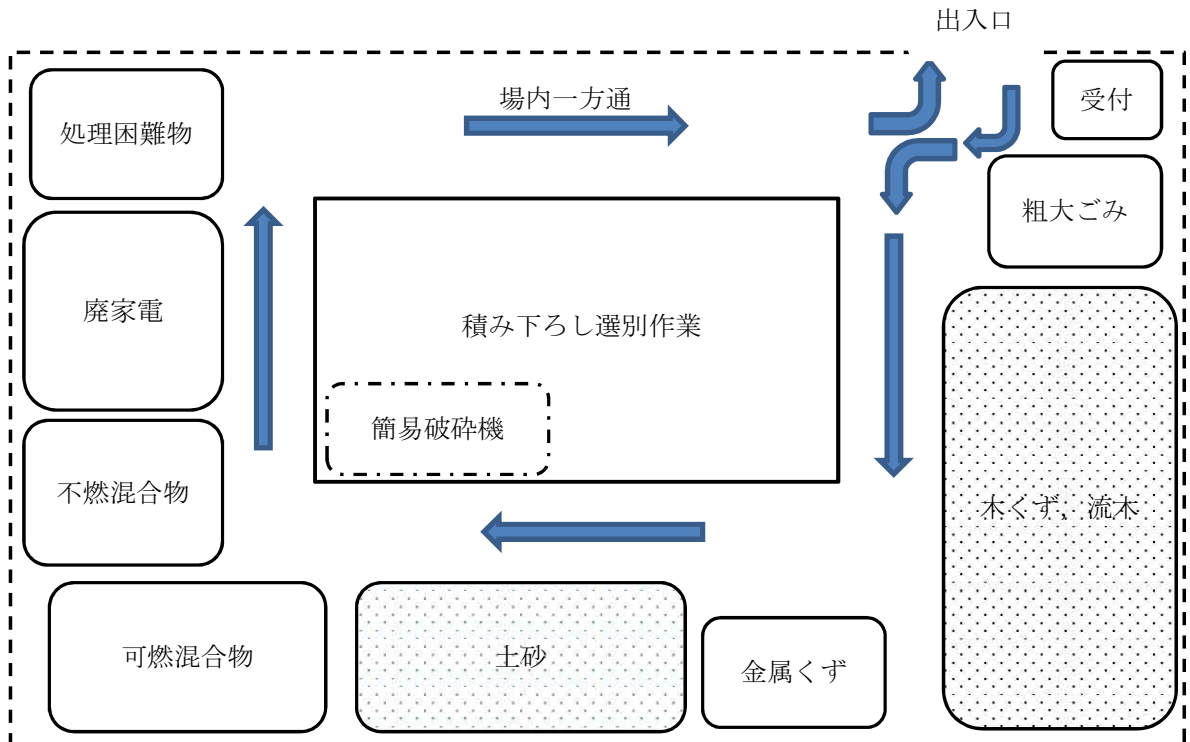 出入口
場内一方通
受付
処理困難物
粗大ごみ
廃家電
積み下ろし選別作業
簡易破砕機
不燃混合物
木くず，流木
可燃混合物
土砂
金属くず